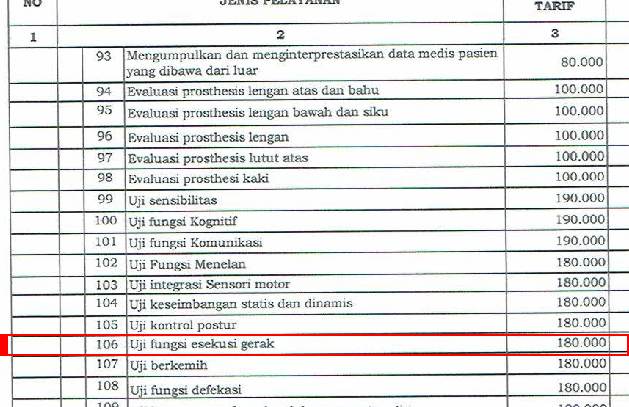 NO JENIS PELAYANAN TARIF
1 2 3
93 Mengumpulkan dan menginterprestasikan data medis pasien
yang dibawa dari luar 80.000
94 Evaluasi prosthesis lengan atas dan bahu 100.000
95 Evaluasi prosthesis lengan bawah dan siku 100.000
96 Evaluasi prosthesis lengan 100.000
97 Evaluasi prosthesis lutut atas 100.000
98 Evaluasi prosthesi kaki 100.000
99 Uji sensibilitas 190.000
100 Uji fungsi Kognitif 190.000
101 Uji fungsi Komunikasi 190.000
102 Uji Fungsi Menelan 180.000
103 Uji integrasi Sensori motor 180.000
104 Uji keseimbangan statis dan dinamis 180.000
105 Uji kontrol postur 180.000
106 Uji fungsi esekusi gerak 180.000
107 Uji berkemih 180.000
108 Uji fungsi defekasi 180.000
109